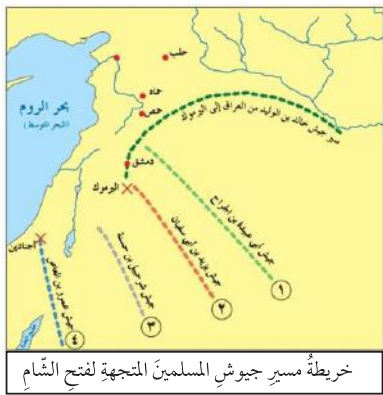 حلب
حماه
حمص
بحر الروم
(البحر المتوسط)
سير جيش خالد بن الوليد من العراق إلى اليرموك
دمشق
اليرموك
أجنادين
جيش أبي عبيدة بن الجراح
جيش يزيد بن أبي سفيان
جيش شرحبيل بن حسنة
جيش عمرو بن العاص
١
٢
٣
٤
خريطةُ مسيرِ جيوشِ المسلمينَ المتجهةِ لفتحِ الشّامِ